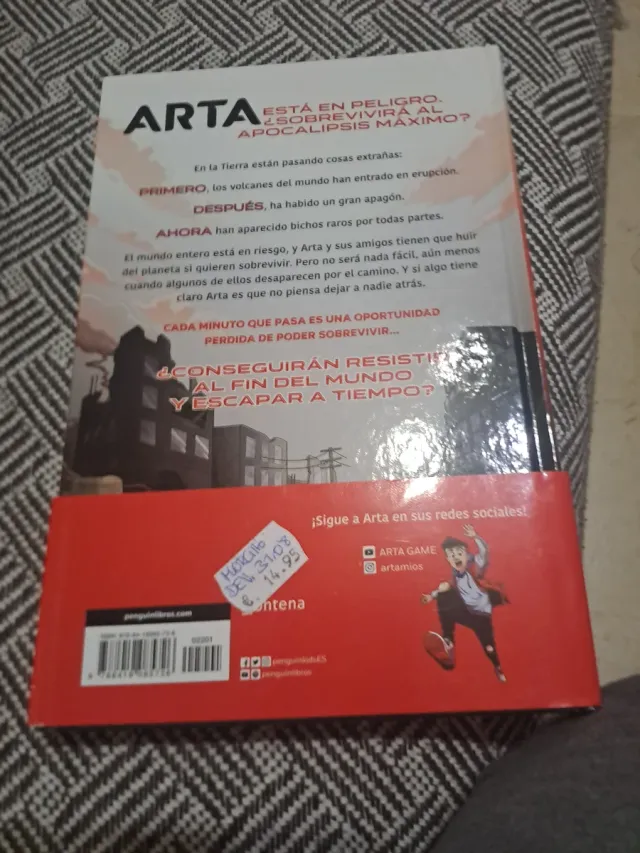 ARTA ESTÁ EN PELIGRO.
¿SOBREVIVIRÁ AL
APOCALIPSIS MÁXIMO?
En la Tierra están pasando cosas extrañas:
PRIMERO, los volcanes del mundo han entrado en erupción.
DESPUÉS, ha habido un gran apagón.
AHORA han aparecido bichos raros por todas partes.
El mundo entero está en riesgo, y Arta y sus amigos tienen que huir
del planeta si quieren sobrevivir. Pero no será nada fácil, aún menos
cuando algunos de ellos desaparecen por el camino. Y si algo tiene
claro Arta es que no piensa dejar a nadie atrás.
CADA MINUTO QUE PASA ES UNA OPORTUNIDAD
PERDIDA DE PODER SOBREVIVIR...
¿CONSEGUIRÁN RESISTIR
AL FIN DEL MUNDO
Y ESCAPAR A TIEMPO?
¡Sigue a Arta en sus redes sociales!
ARTA GAME
artamios
DEV. 31.08
€ 14.95
penguinlibros.com
00201
penguinkidsES
penguinlibros